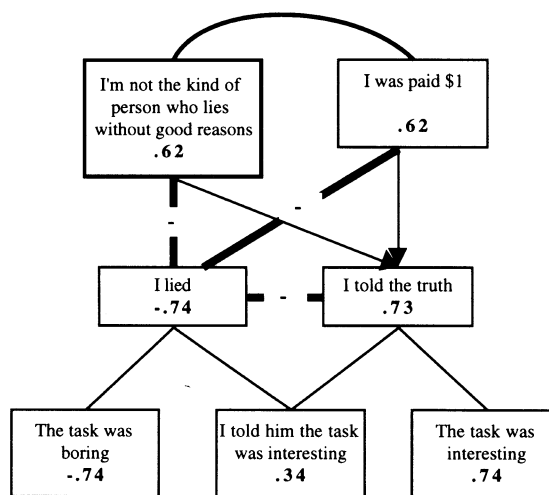 I'm not the kind of
person who lies
without good reasons
.62
I was paid $1
.62
-
-
I lied
-.74
-
I told the truth
.73
The task was
boring
-.74
I told him the task
was interesting
.34
The task was
interesting
.74